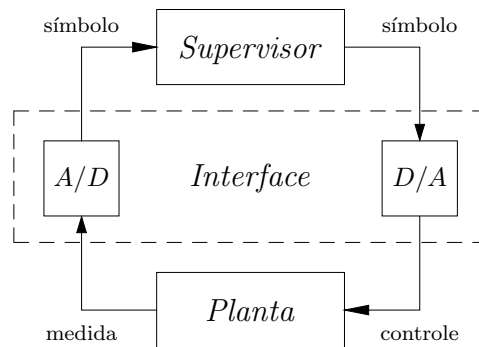 símbolo
símbolo
Supervisor
A/D
Interface
D/A
Planta
medida
controle